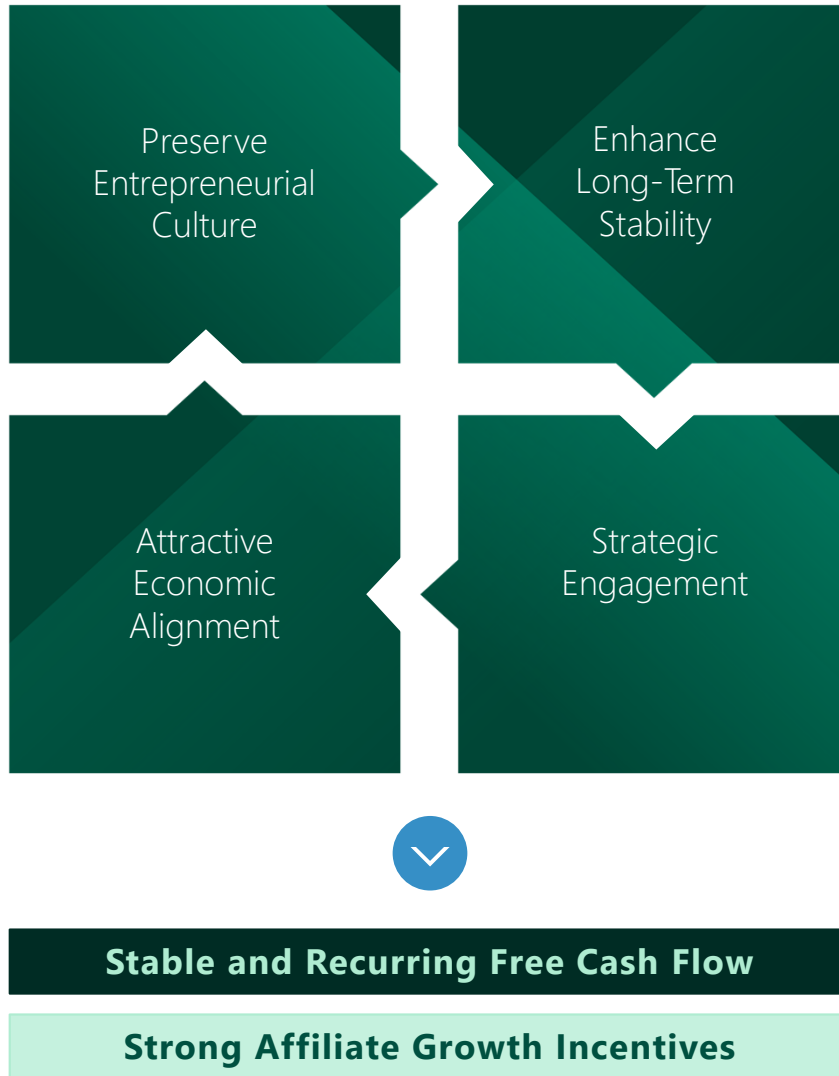 Preserve
Entrepreneurial
Culture
Enhance
Long-Term
Stability
Attractive
Economic
Alignment
Strategic
Engagement
Stable and Recurring Free Cash Flow
Strong Affiliate Growth Incentives